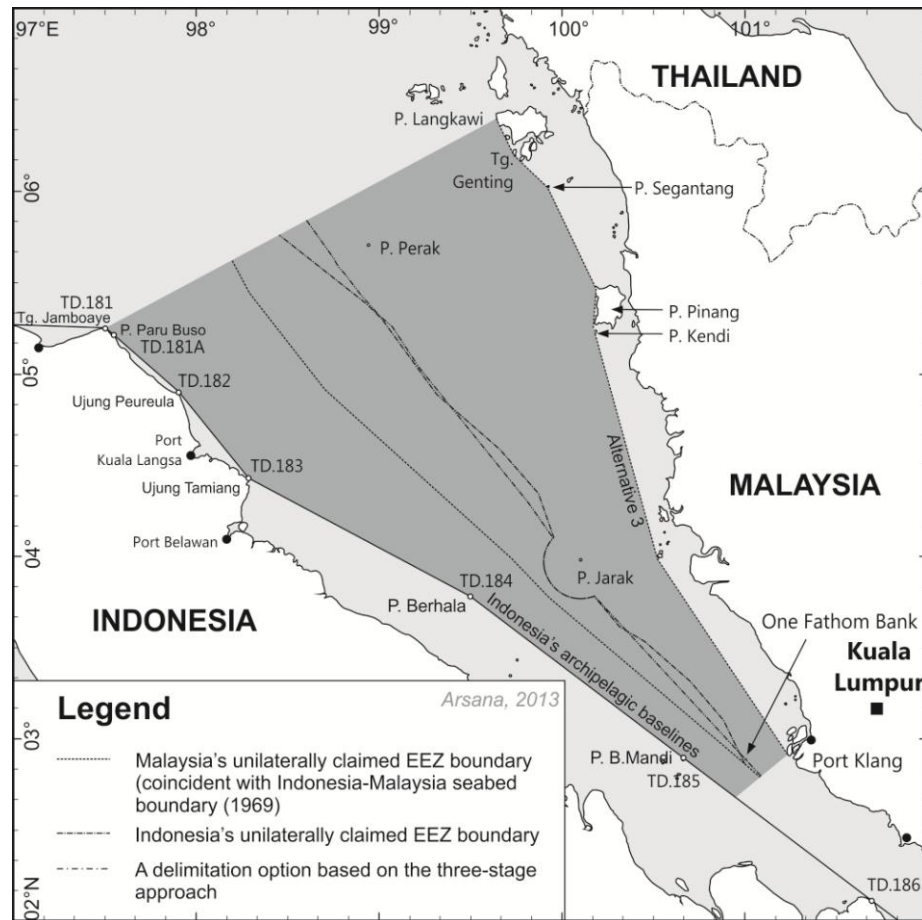 97°E
98°
99°
100°
101°
THAILAND
P. Langkawi
Tg.
Genting
P. Segantang
06°
P. Perak
TD.181
Tg. Jamboaye
P. Paru Buso
TD.181A
P. Pinang
P. Kendi
05°
TD.182
Ujung Peureula
Port
Kuala Langsa
TD.183
Ujung Tamiang
Alternative 3
MALAYSIA
Port Belawan
04°
TD.184
P. Jarak
P. Berhala
INDONESIA
One Fathom Bank
Kuala
Lumpur
Indonesia's archipelagic baselines
03°
P. B.Mandi
TD.185
Port Klang
TD.186
02°N
Legend
Arsana, 2013
Malaysia's unilaterally claimed EEZ boundary
(coincident with Indonesia-Malaysia seabed
boundary (1969)
Indonesia's unilaterally claimed EEZ boundary
A delimitation option based on the three-stage
approach